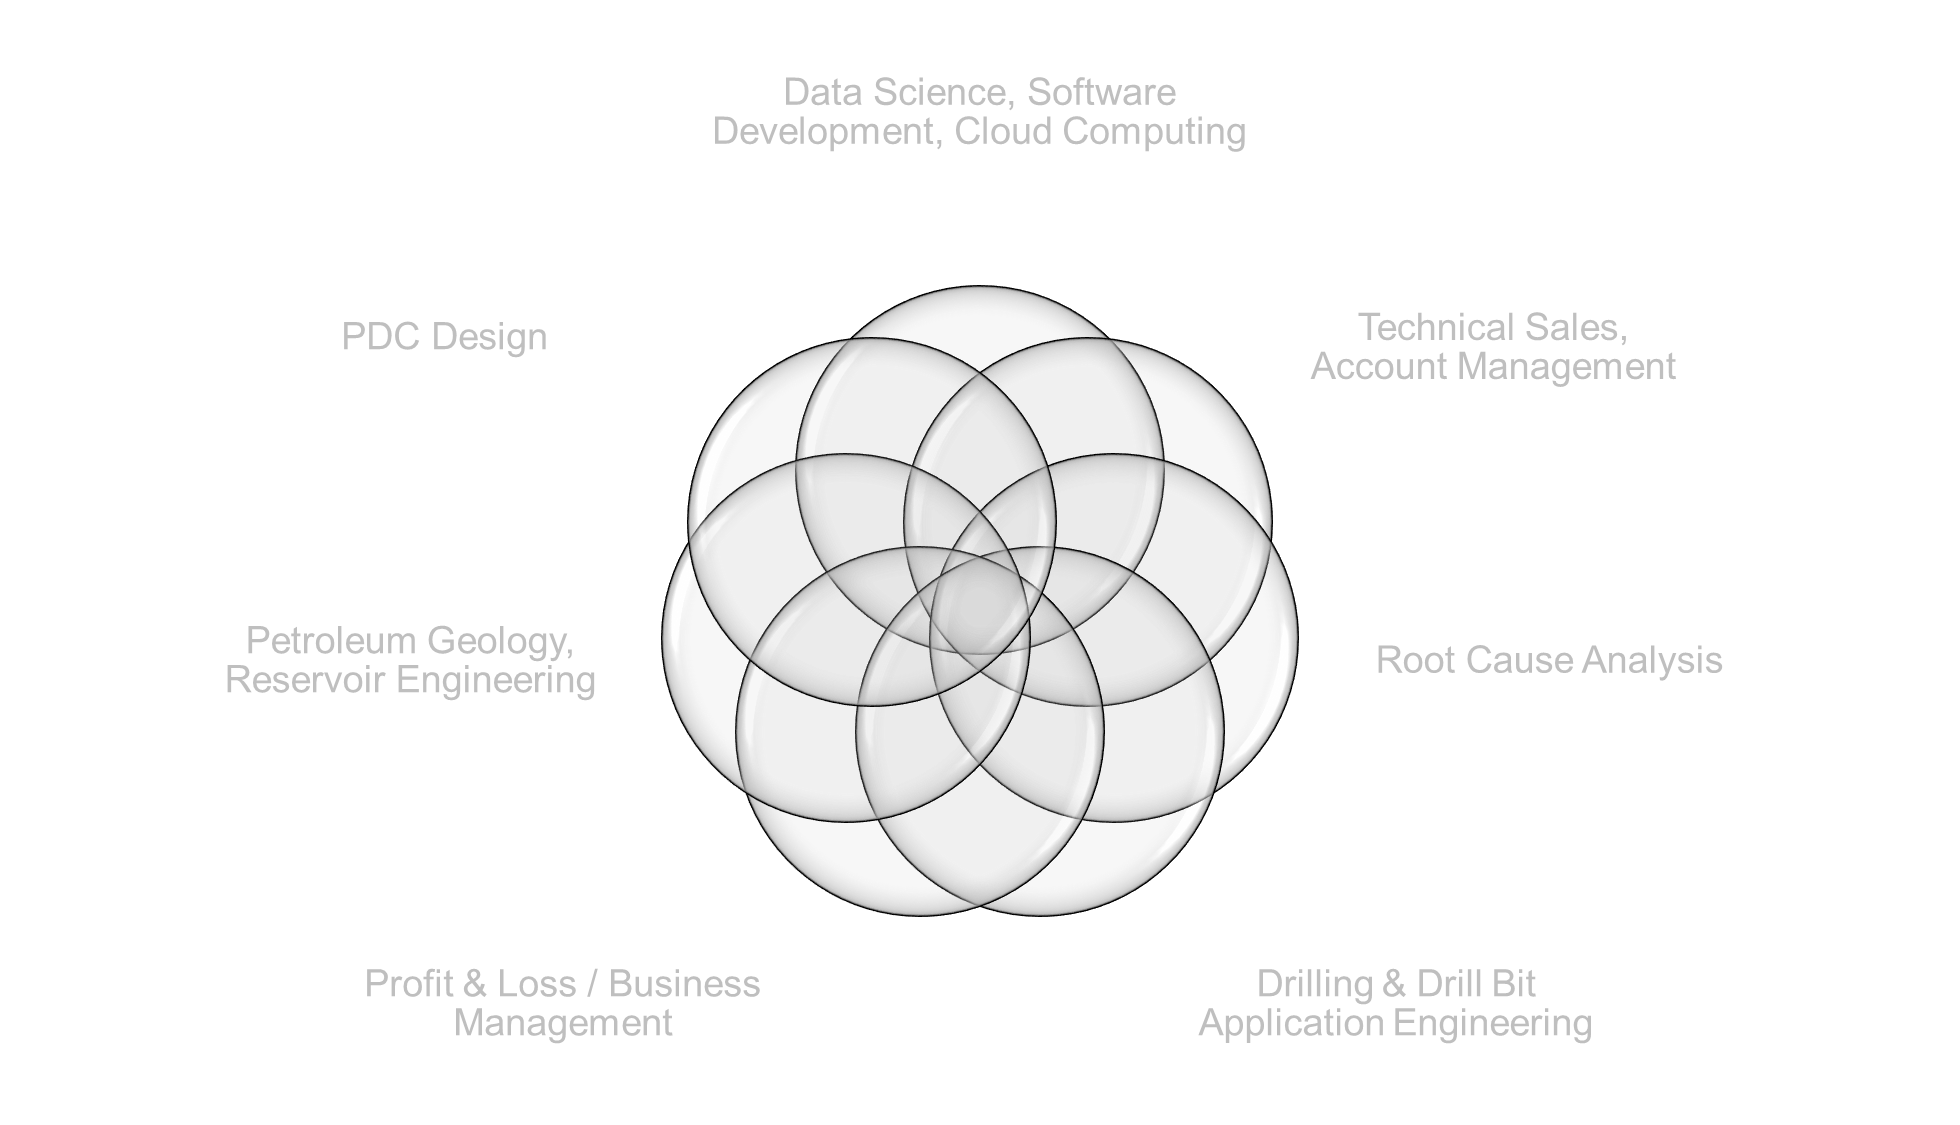 Data Science, Software
Development, Cloud Computing
PDC Design
Technical Sales,
Account Management
Petroleum Geology,
Reservoir Engineering
Root Cause Analysis
Profit & Loss / Business
Management
Drilling & Drill Bit
Application Engineering